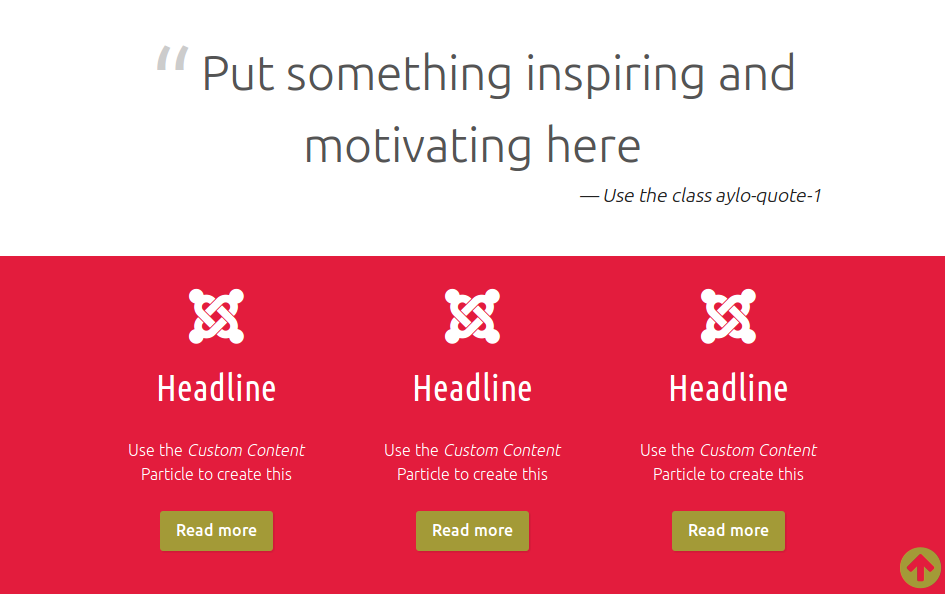 “ Put something inspiring and
motivating here
— Use the class aylo-quote-1
Headline
Use the Custom Content
Particle to create this
Read more
Headline
Use the Custom Content
Particle to create this
Read more
Headline
Use the Custom Content
Particle to create this
Read more